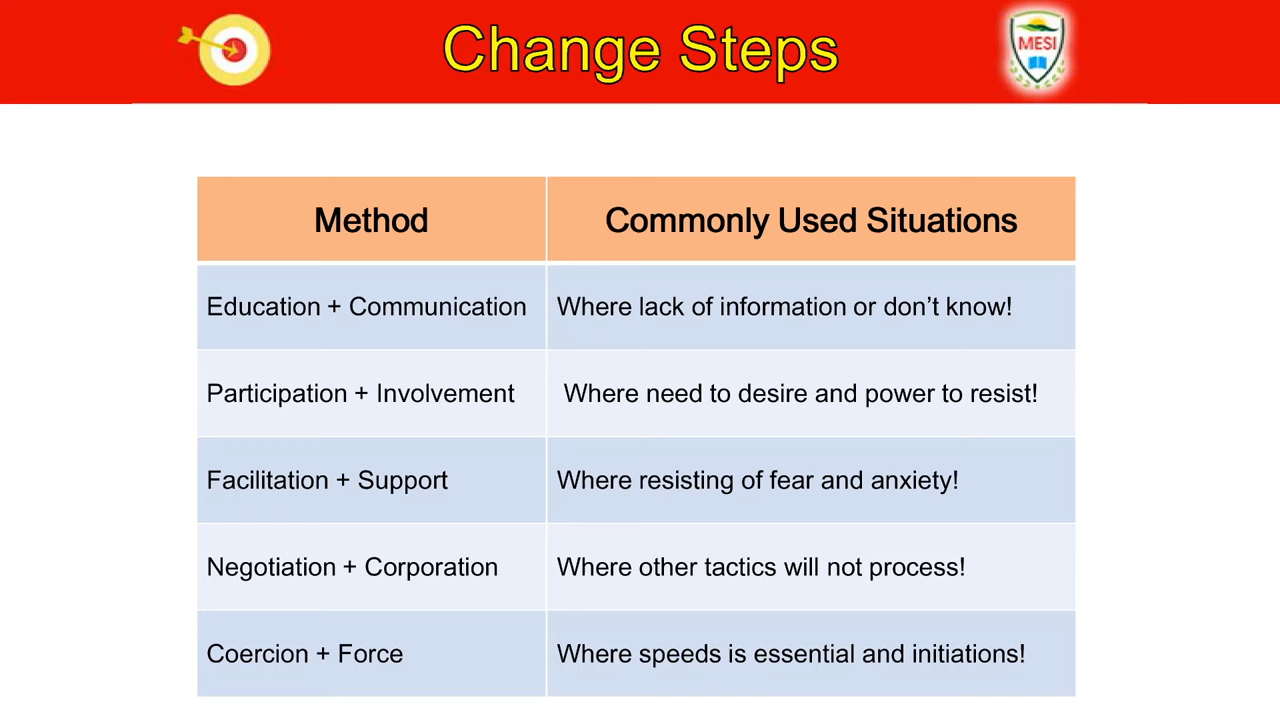 Change Steps
MESI
Method
Commonly Used Situations
Education + Communication
Where lack of information or don’t know!
Participation + Involvement
Where need to desire and power to resist!
Facilitation + Support
Where resisting of fear and anxiety!
Negotiation + Corporation
Where other tactics will not process!
Coercion + Force
Where speeds is essential and initiations!